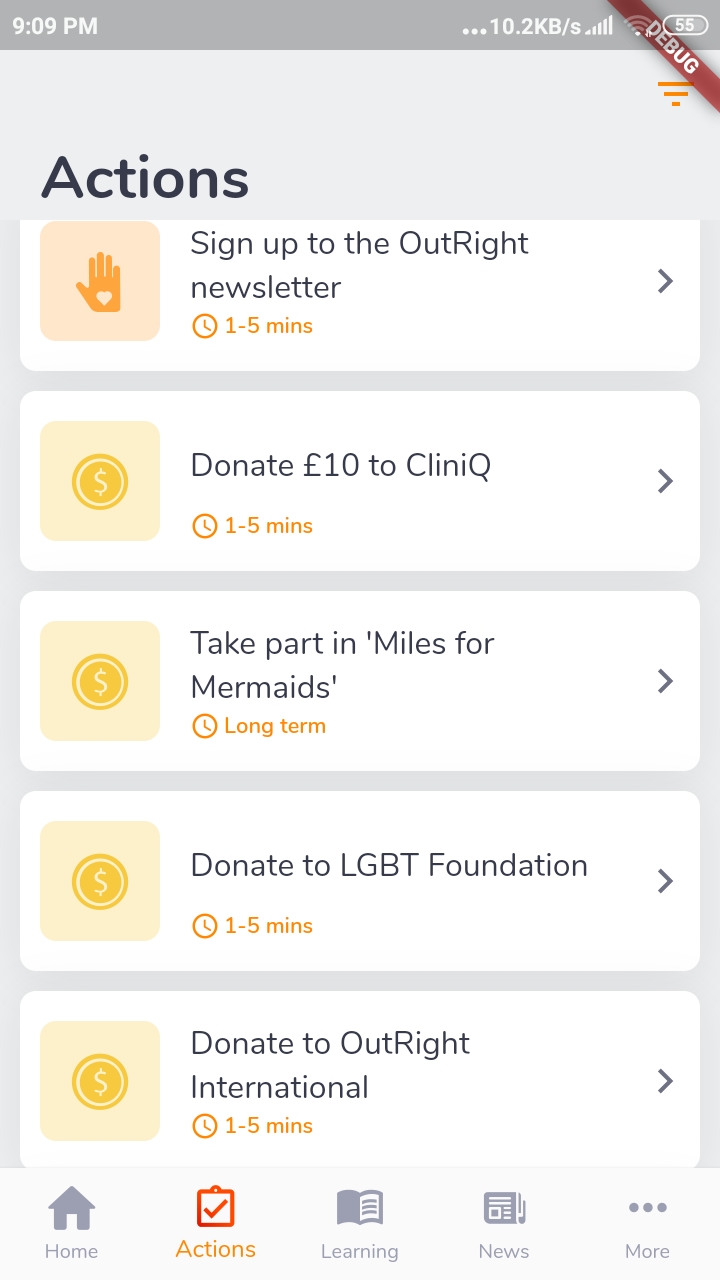 9:09 PM
...10.2KB/s
55
DEBUG
Actions
Sign up to the OutRight
newsletter
1-5 mins
Donate £10 to CliniQ
1-5 mins
Take part in 'Miles for
Mermaids'
Long term
Donate to LGBT Foundation
1-5 mins
Donate to OutRight
International
1-5 mins
Home
Actions
Learning
News
More